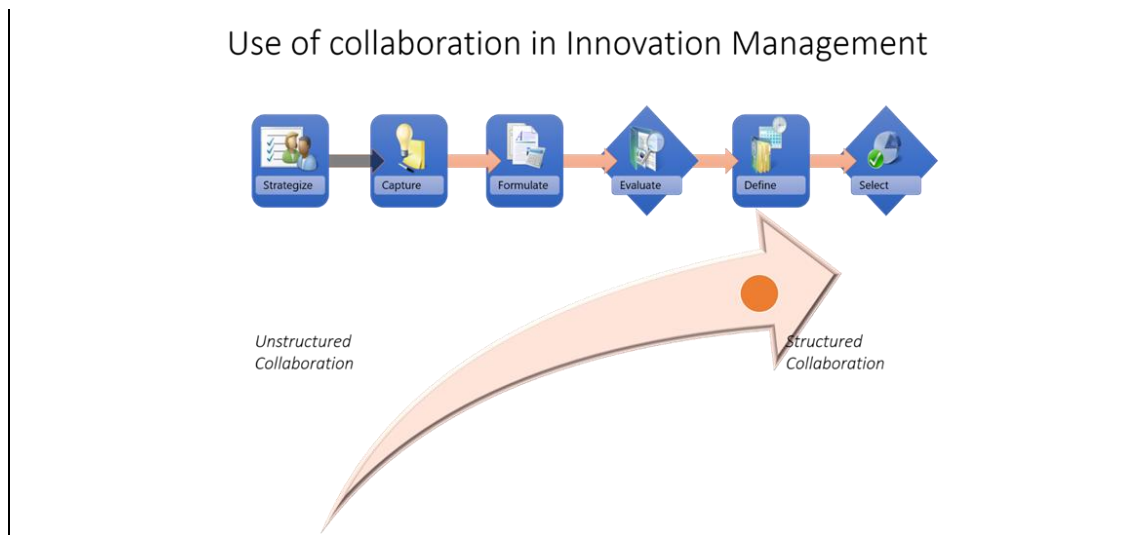 Use of collaboration in Innovation Management
Strategize
Capture
Formulate
Evaluate
Define
Select
Unstructured
Collaboration
Structured
Collaboration